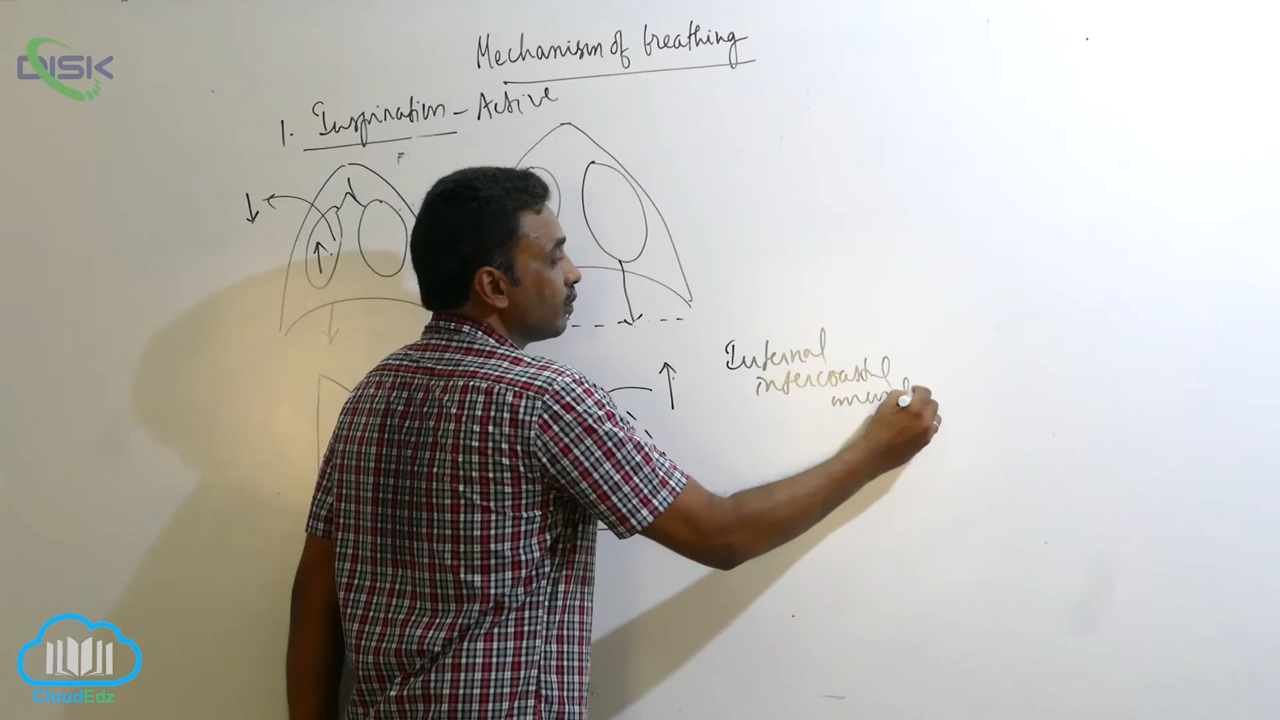 DISK
Mechanism of breathing
1. Inspiration - Active
Internal
intercoastal
CloudEdz